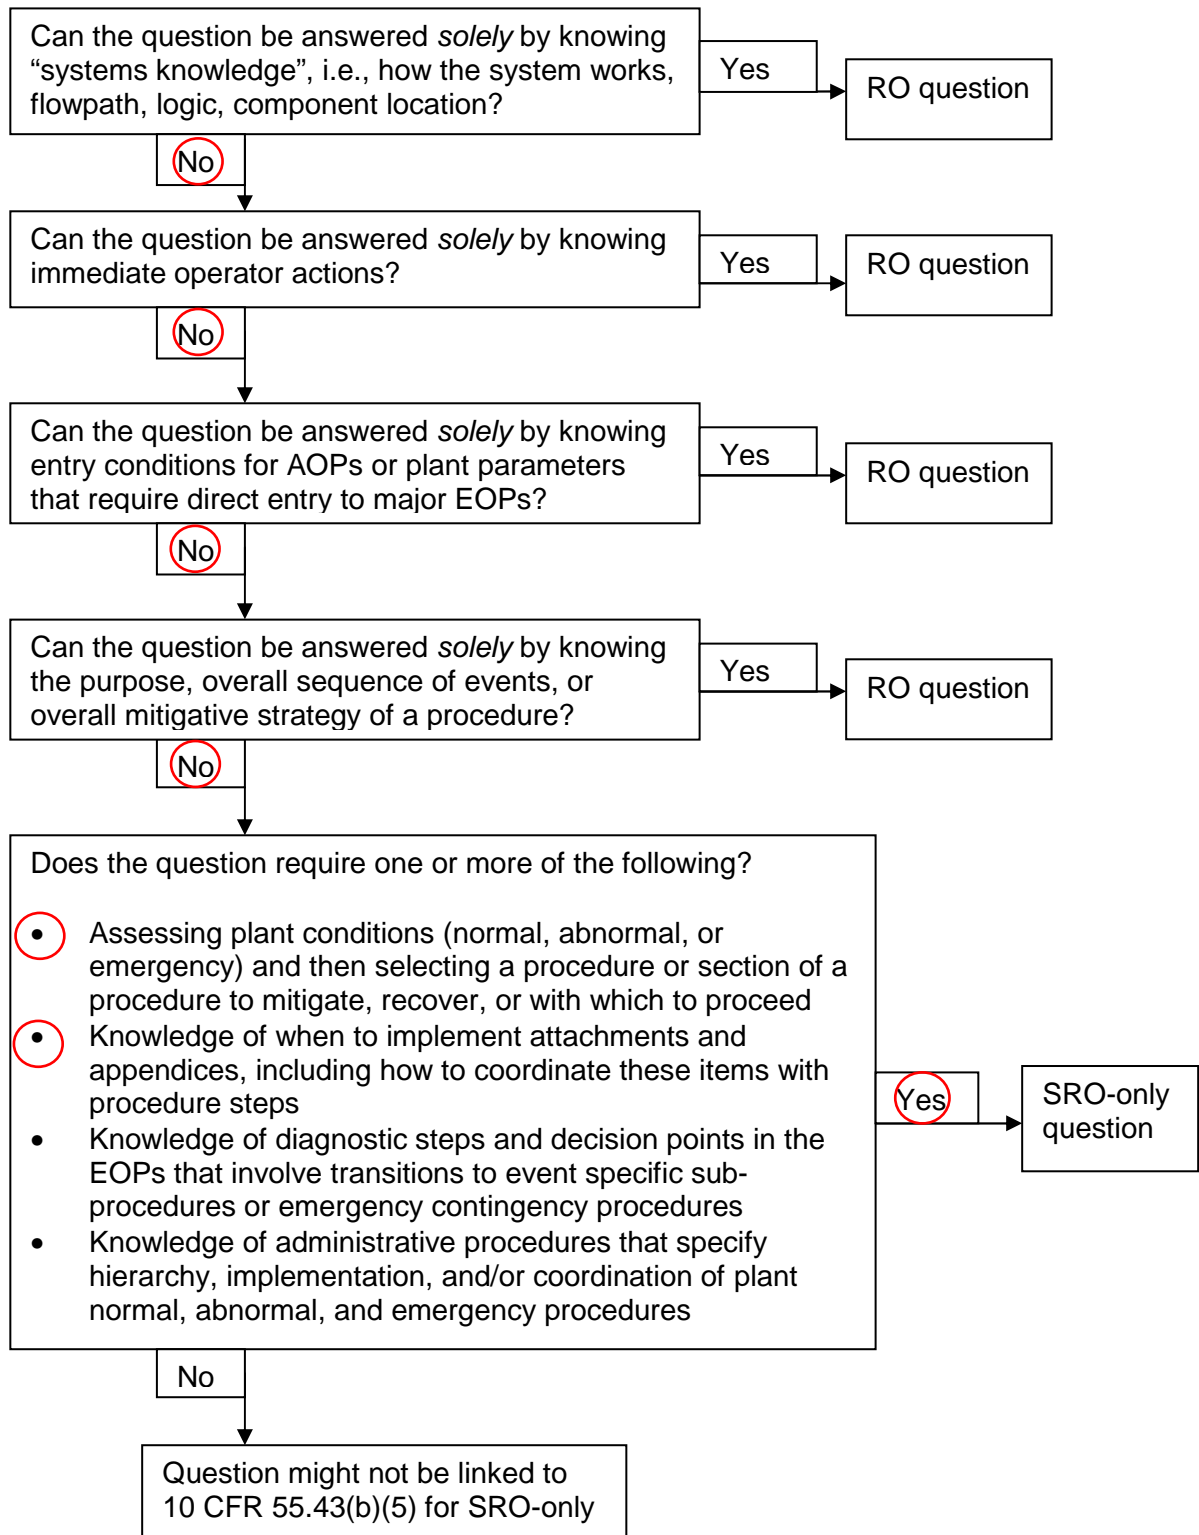 Can the question be answered solely by knowing
“systems knowledge”, i.e., how the system works,
flowpath, logic, component location?
Yes
RO question
No
Can the question be answered solely by knowing
immediate operator actions?
Yes
RO question
No
Can the question be answered solely by knowing
entry conditions for AOPs or plant parameters
that require direct entry to major EOPs?
Yes
RO question
No
Can the question be answered solely by knowing
the purpose, overall sequence of events, or
overall mitigative strategy of a procedure?
Yes
RO question
No
Does the question require one or more of the following?
• Assessing plant conditions (normal, abnormal, or
emergency) and then selecting a procedure or section of a
procedure to mitigate, recover, or with which to proceed
• Knowledge of when to implement attachments and
appendices, including how to coordinate these items with
procedure steps
• Knowledge of diagnostic steps and decision points in the
EOPs that involve transitions to event specific sub-
procedures or emergency contingency procedures
• Knowledge of administrative procedures that specify
hierarchy, implementation, and/or coordination of plant
normal, abnormal, and emergency procedures
Yes
SRO-only
question
No
Question might not be linked to
10 CFR 55.43(b)(5) for SRO-only